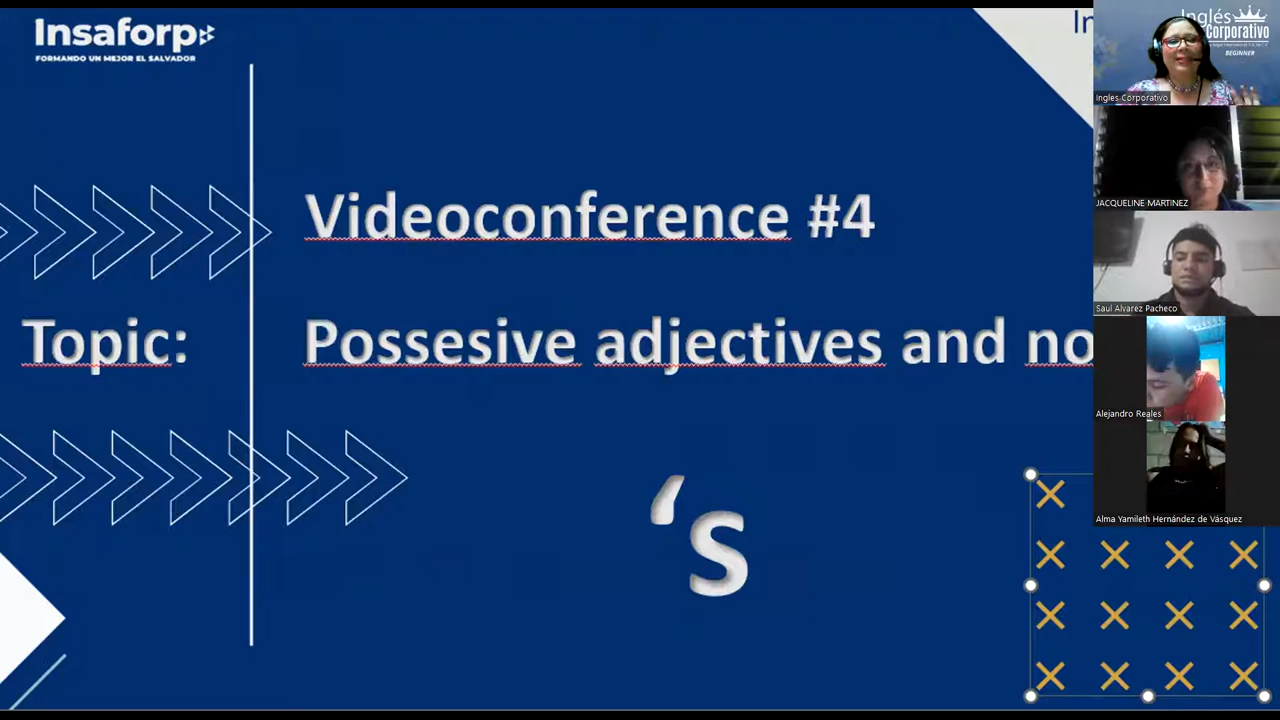 Insaforp
FORMANDO UN MEJOR EL SALVADOR
Videoconference #4
Topic:
Possesive adjectives and no
‘s
In
Inglés
Corporativo
BEGINNER
Ingles Corporativo
JACQUELINE MARTINEZ
Saul Alvarez Pacheco
Alejandro Reales
Alma Yamileth Hernández de Vásquez